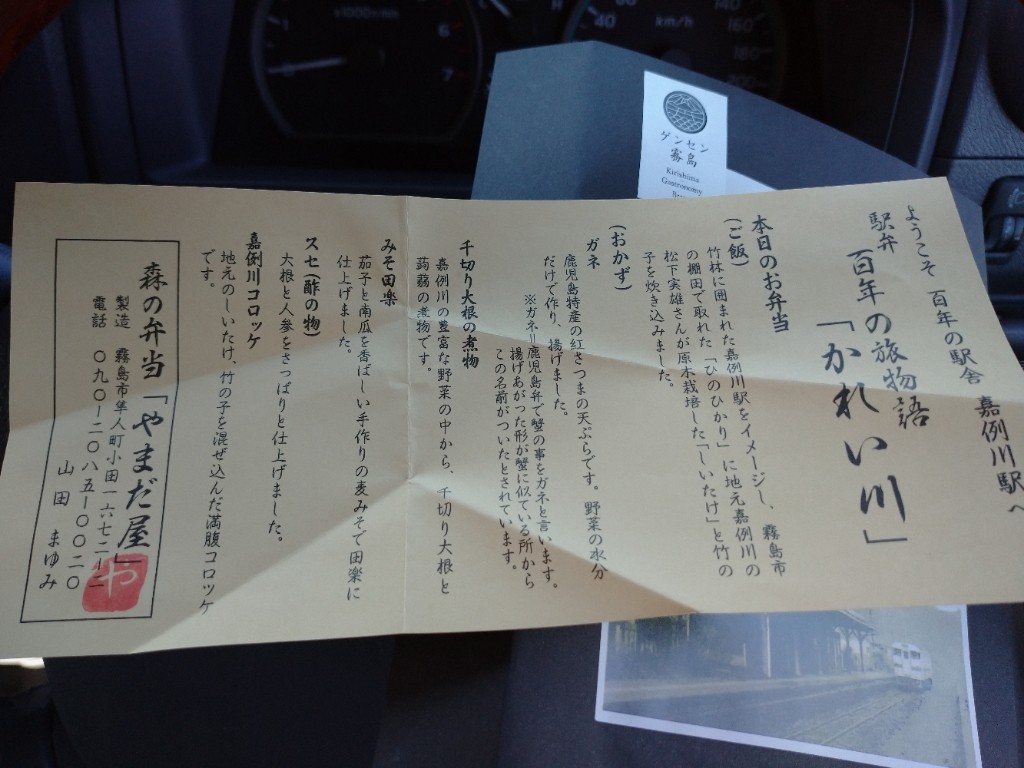 ようこそ 百年の駅舎 嘉例川駅へ
駅弁 百年の旅物語
「かれい川」
本日のお弁当
(ご飯)
竹林に囲まれた嘉例川駅をイメージし、霧島市
の棚田で取れた「ひのひかり」に地元嘉例川の
松下実雄さんが原木栽培した「しいたけ」と竹の
子を炊き込みました。
(おかず)
ガネ
鹿児島特産の紅さつまの天ぷらです。野菜の水分
だけで作り、揚げました。
※ガネ=鹿児島弁で蟹の事をガネと言います。
揚げあがった形が蟹に似ている所から
この名前がついたとされています。
千切り大根の煮物
嘉例川の豊富な野菜の中から、千切り大根と
蒟蒻の煮物です。
みそ田楽
茄子と南瓜を香ばしい手作りの麦みそで田楽に
仕上げました。
スセ(酢の物)
大根と人参をさっぱりと仕上げました。
嘉例川コロッケ
地元のしいたけ、竹の子を混ぜ込んだ満腹コロッケ
です。
森の弁当「やまだ屋」
や
製造 霧島市隼人町小田一六七二-二
電話 〇九〇-二〇八五-〇〇二〇
山田 まゆみ
ゲンセン
霧島
Kirishima
Gastronomy
x1000r/min
1
6
7
km/h
40
60
140
160
180